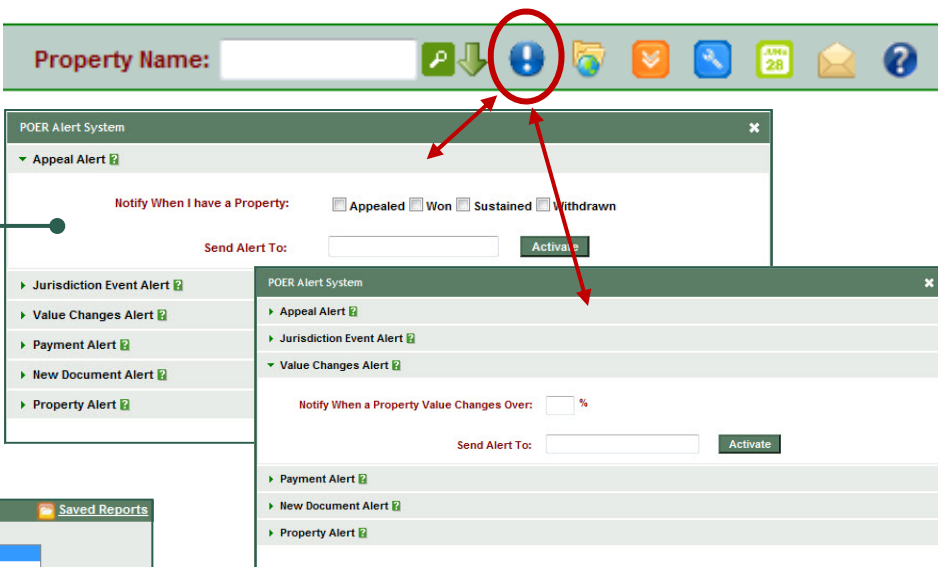 Property Name:
JUNE
28
POER Alert System
Appeal Alert
Notify When I have a Property:
Appealed Won Sustained Withdrawn
Send Alert To:
Activate
Jurisdiction Event Alert
Value Changes Alert
Payment Alert
New Document Alert
Property Alert
POER Alert System
Appeal Alert
Jurisdiction Event Alert
Value Changes Alert
Notify When a Property Value Changes Over: %
Send Alert To:
Activate
Payment Alert
New Document Alert
Property Alert
Saved Reports